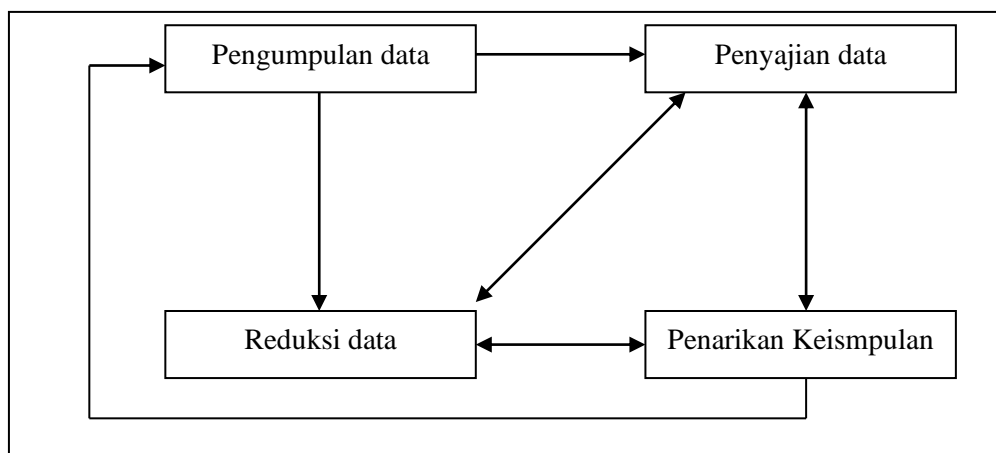 Pengumpulan data
Penyajian data
Reduksi data
Penarikan Keismpulan